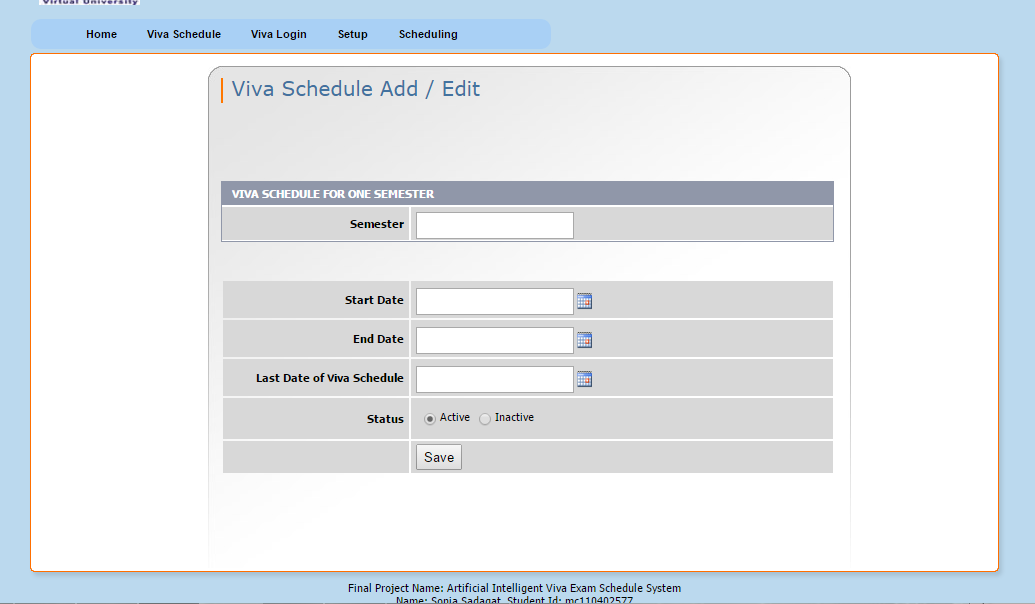 Virtual University
Home Viva Schedule Viva Login Setup Scheduling
Viva Schedule Add / Edit
VIVA SCHEDULE FOR ONE SEMESTER
Semester
Start Date
End Date
Last Date of Viva Schedule
Status Active Inactive
Save
Final Project Name: Artificial Intelligent Viva Exam Schedule System
Name: Sonia Sadaqat, Student Id: mc110402577